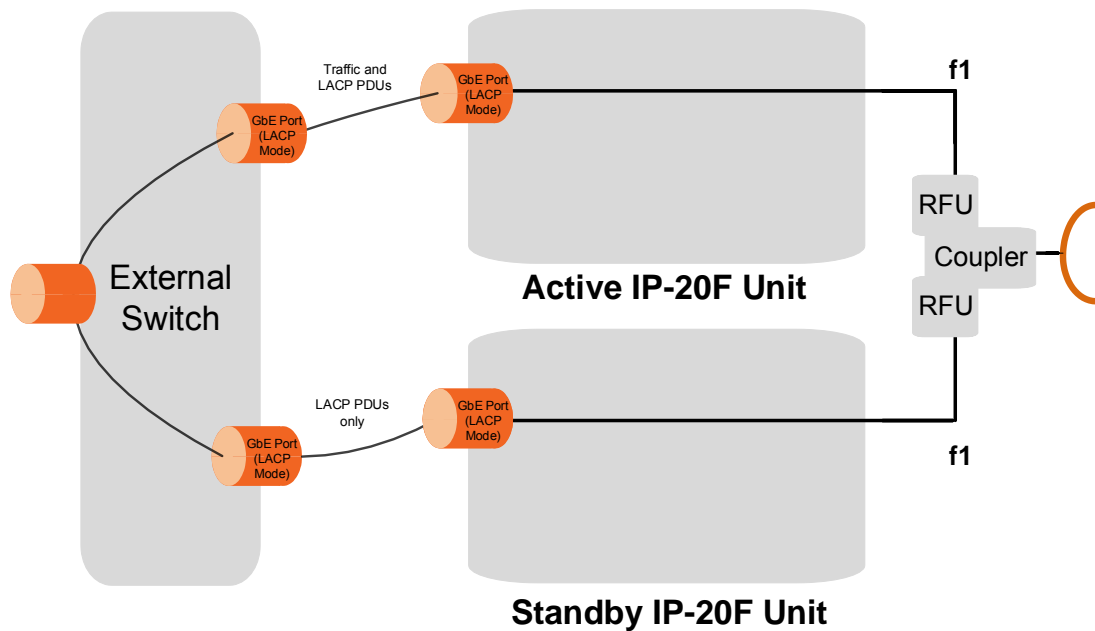 Traffic and
LACP PDUs
GbE Port
(LACP
Mode)
GbE Port
(LACP
Mode)
f1
RFU
Coupler
RFU
External
Switch
Active IP-20F Unit
LACP PDUs
only
GbE Port
(LACP
Mode)
GbE Port
(LACP
Mode)
f1
Standby IP-20F Unit